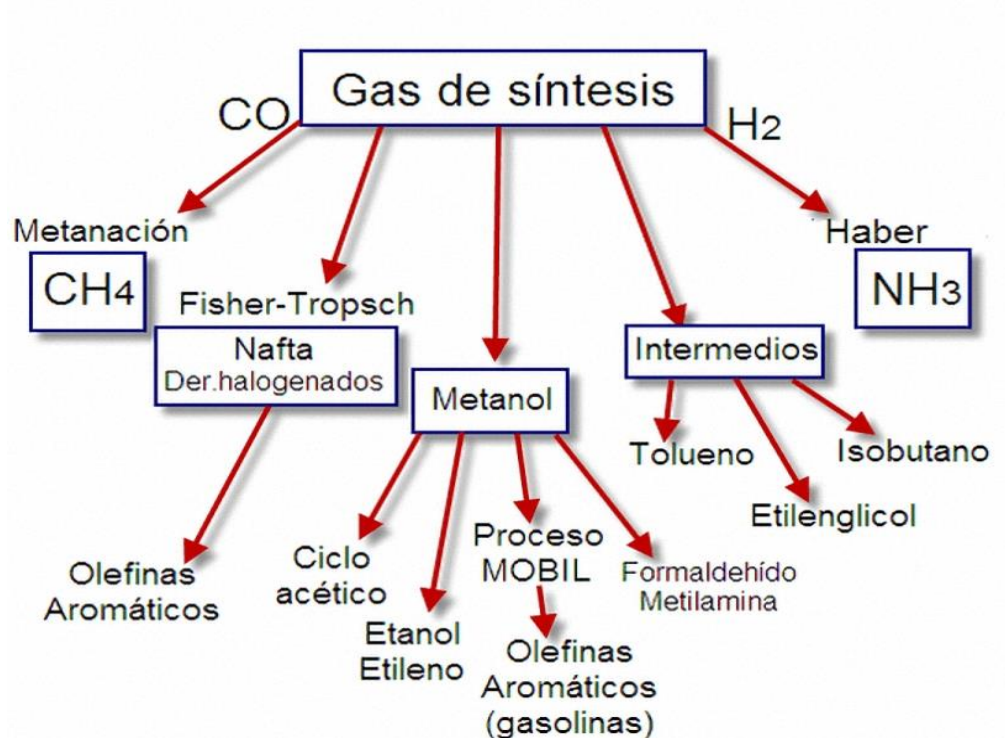 Gas de síntesis
CO
H2
Metanación
CH4
Haber
NH3
Fisher-Tropsch
Nafta
Der.halogenados
Metanol
Intermedios
Tolueno
Isobutano
Etilenglicol
Olefinas
Aromáticos
Ciclo
acético
Etanol
Etileno
Proceso
MOBIL
Olefinas
Aromáticos
(gasolinas)
Formaldehído
Metilamina